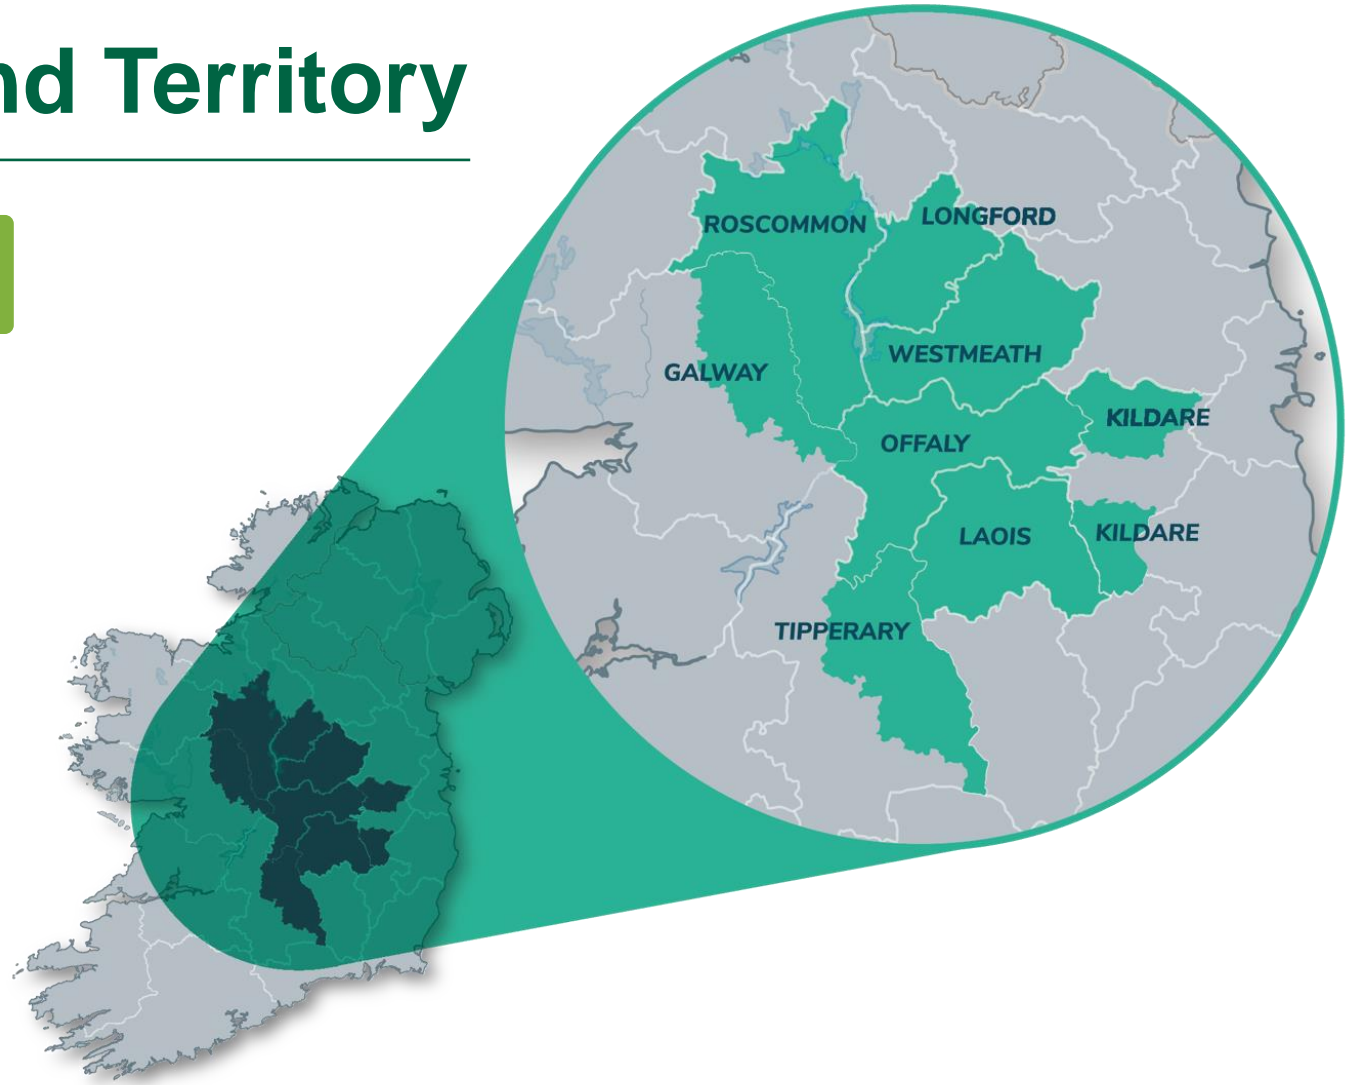 nd Territory
ROSCOMMON
LONGFORD
WESTMEATH
GALWAY
KILDARE
OFFALY
LAOIS
KILDARE
TIPPERARY